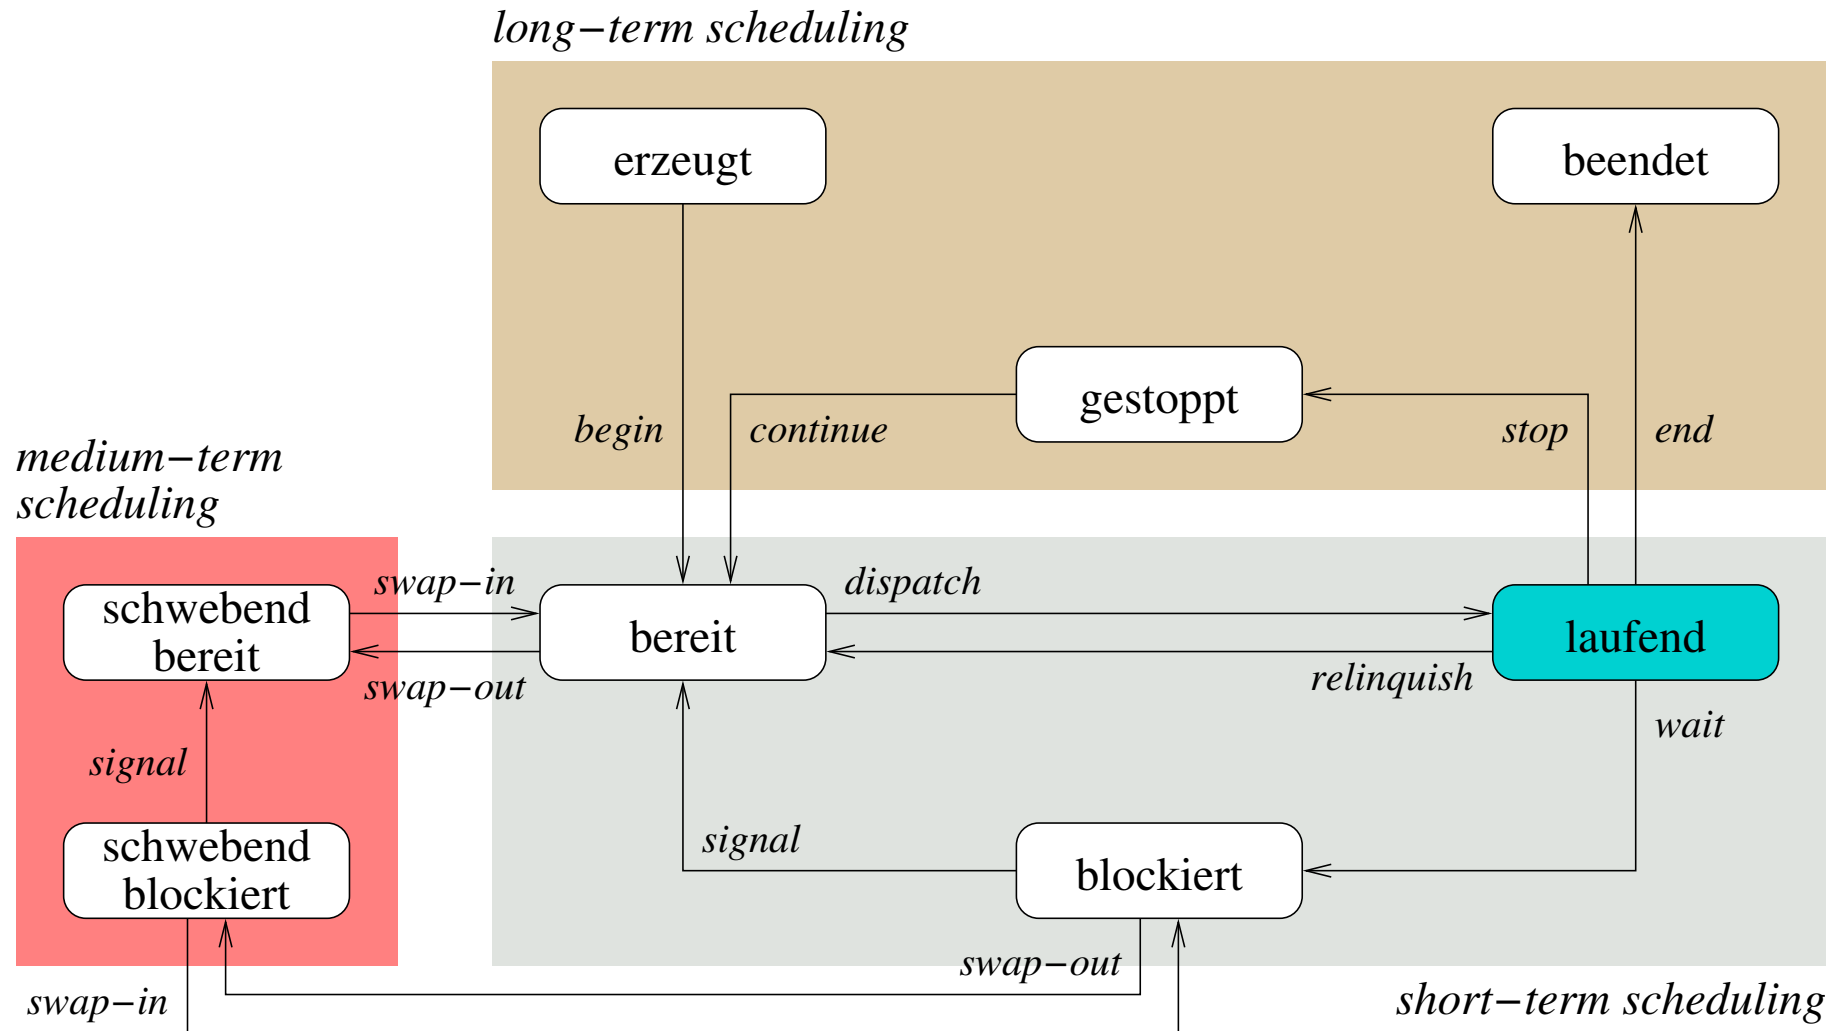 long−term scheduling
erzeugt
beendet
gestoppt
begin
continue
stop
end
medium−term
scheduling
swap−in
dispatch
schwebend
bereit
bereit
laufend
swap−out
relinquish
wait
signal
signal
schwebend
blockiert
blockiert
swap−out
swap−in
short−term scheduling